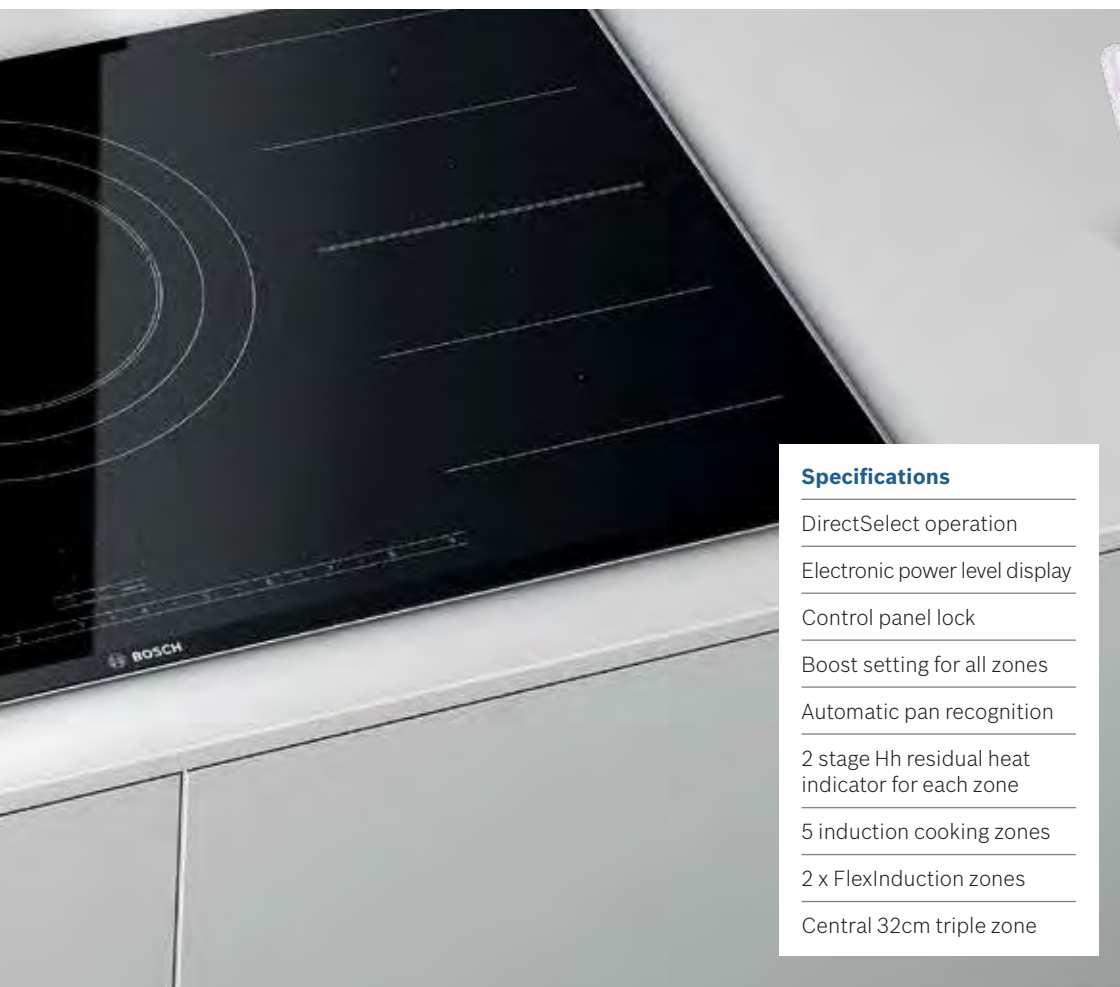 BOSCH
Specifications
DirectSelect operation
Electronic power level display
Control panel lock
Boost setting for all zones
Automatic pan recognition
2 stage Hh residual heat
indicator for each zone
5 induction cooking zones
2 x FlexInduction zones
Central 32cm triple zone